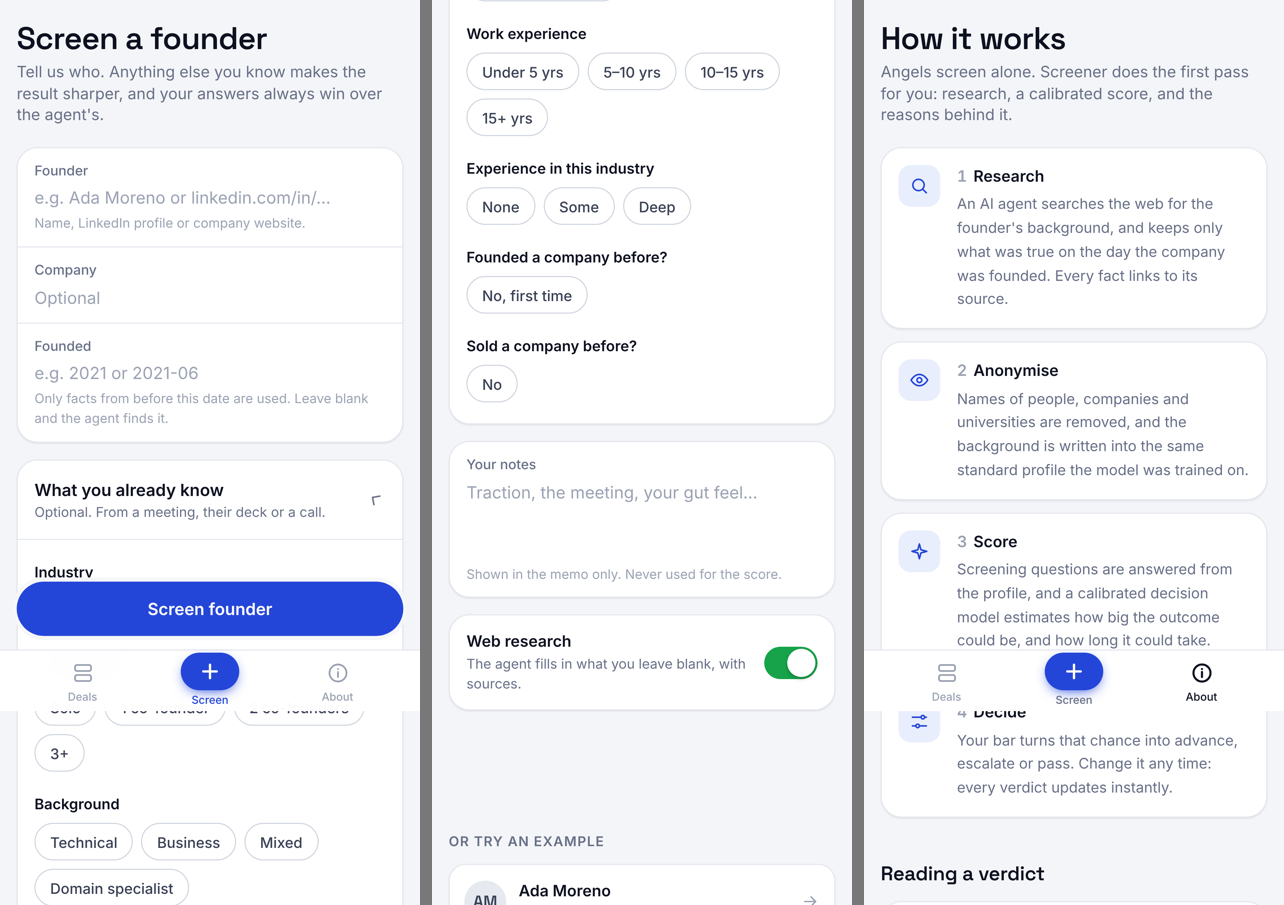 Screen a founder
Tell us who. Anything else you know makes the
result sharper, and your answers always win over
the agent's.
Founder
e.g. Ada Moreno or linkedin.com/in/...
Name, LinkedIn profile or company website.
Company
Optional
Founded
e.g. 2021 or 2021-06
Only facts from before this date are used. Leave blank
and the agent finds it.
What you already know
Optional. From a meeting, their deck or a call.
Industry
Screen founder
Deals
Screen
About
Solo
1 co-founder
2 co-founders
3+
Background
Technical
Business
Mixed
Domain specialist
Work experience
Under 5 yrs
5–10 yrs
10–15 yrs
15+ yrs
Experience in this industry
None
Some
Deep
Founded a company before?
No, first time
Sold a company before?
No
Your notes
Traction, the meeting, your gut feel...
Shown in the memo only. Never used for the score.
Web research
The agent fills in what you leave blank, with
sources.
OR TRY AN EXAMPLE
AM
Ada Moreno
How it works
Angels screen alone. Screener does the first pass
for you: research, a calibrated score, and the
reasons behind it.
1 Research
An AI agent searches the web for the
founder's background, and keeps only
what was true on the day the company
was founded. Every fact links to its
source.
2 Anonymise
Names of people, companies and
universities are removed, and the
background is written into the same
standard profile the model was trained on.
3 Score
Screening questions are answered from
the profile, and a calibrated decision
model estimates how big the outcome
could be, and how long it could take.
Deals
Screen
About
4 Decide
Your bar turns that chance into advance,
escalate or pass. Change it any time:
every verdict updates instantly.
Reading a verdict